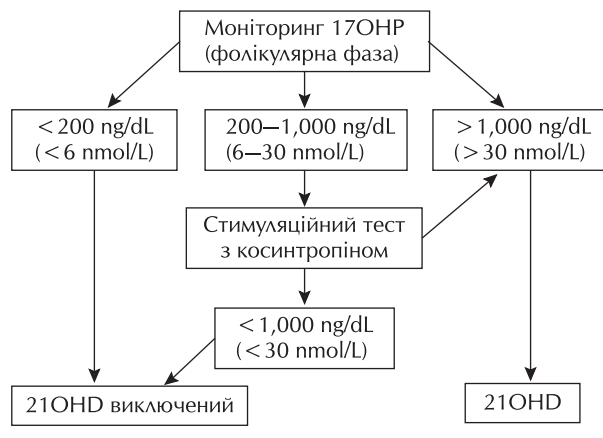 Моніторинг 17OHP
(фолікулярна фаза)
<200 ng/dL
(<6 nmol/L)
200–1,000 ng/dL
(6–30 nmol/L)
>1,000 ng/dL
(>30 nmol/L)
Стимуляційний тест
з косинтропіном
<1,000 ng/dL
(<30 nmol/L)
21OHD виключений
21OHD